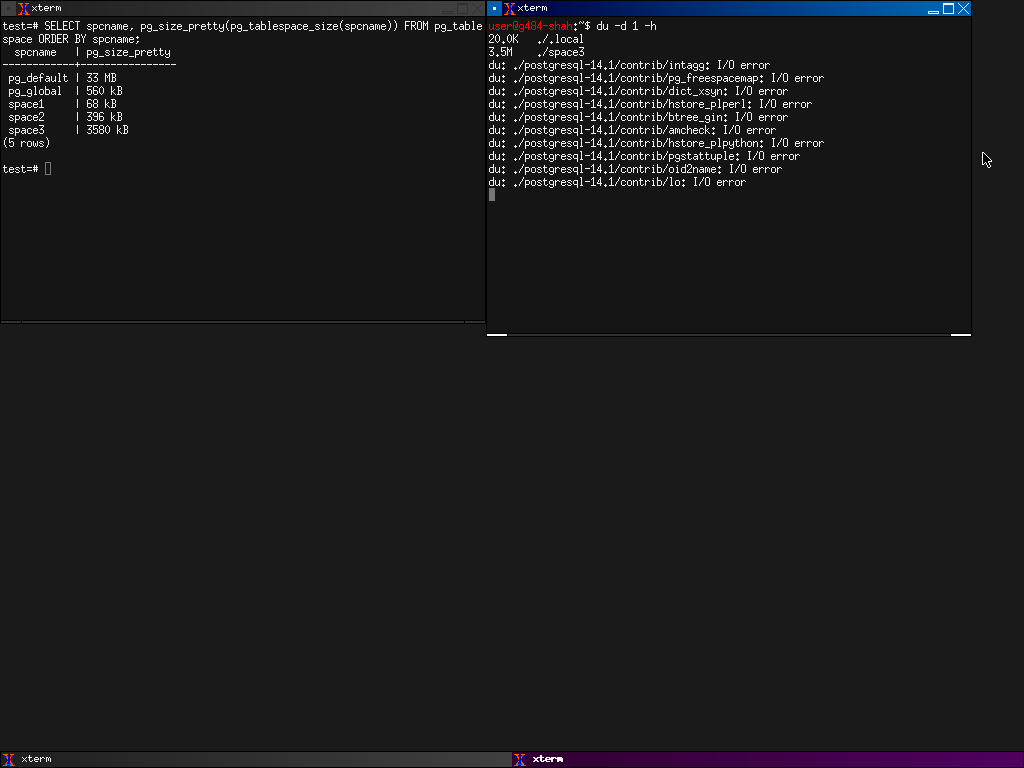 xterm
test=# SELECT spcname, pg_size_pretty(pg_tablespace_size(spcname)) FROM pg_table
space ORDER BY spcname;
  spcname   | pg_size_pretty
------------+----------------
 pg_default | 33 MB
 pg_global  | 560 kB
 space1     | 68 kB
 space2     | 396 kB
 space3     | 3580 kB
(5 rows)
test=#
xterm
user@g484-shah:~$ du -d 1 -h
20.0K   ./.local
3.5M    ./space3
du: ./postgresql-14.1/contrib/intagg: I/O error
du: ./postgresql-14.1/contrib/pg_freespacemap: I/O error
du: ./postgresql-14.1/contrib/dict_xsyn: I/O error
du: ./postgresql-14.1/contrib/hstore_plperl: I/O error
du: ./postgresql-14.1/contrib/btree_gin: I/O error
du: ./postgresql-14.1/contrib/amcheck: I/O error
du: ./postgresql-14.1/contrib/hstore_plpython: I/O error
du: ./postgresql-14.1/contrib/pgstattuple: I/O error
du: ./postgresql-14.1/contrib/oid2name: I/O error
du: ./postgresql-14.1/contrib/lo: I/O error
xterm
xterm